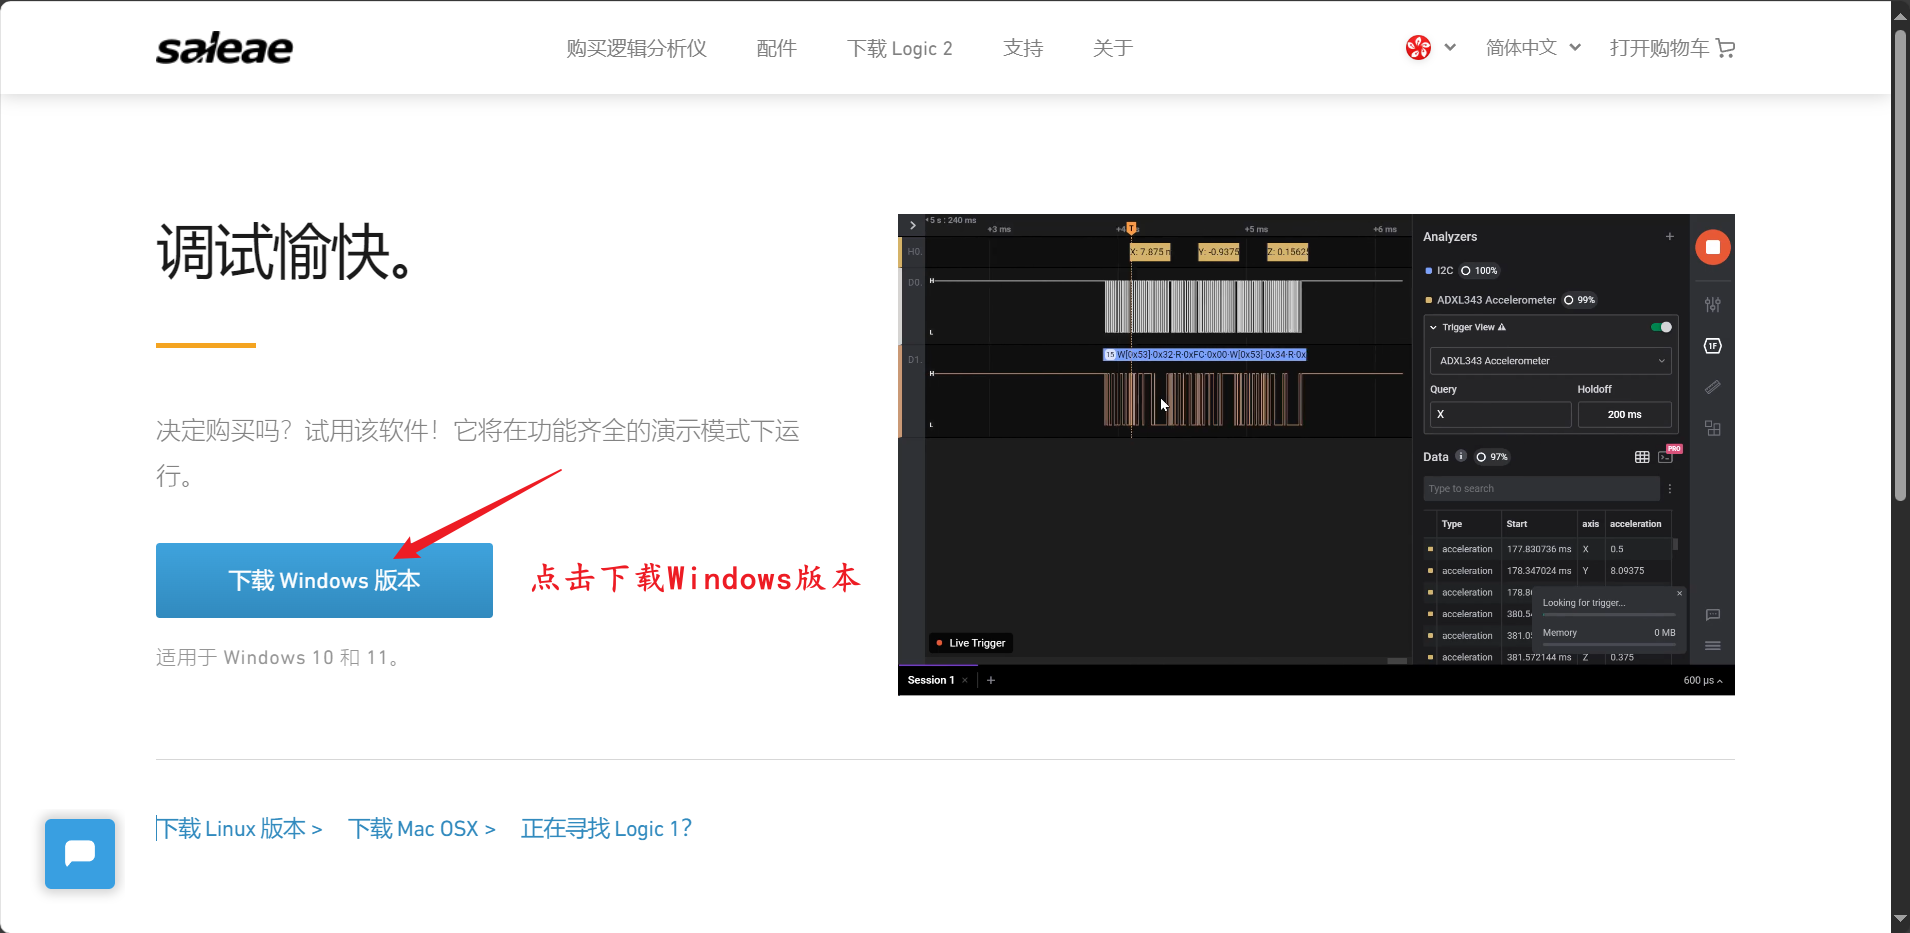 saleae
购买逻辑分析仪
配件
下载 Logic 2
支持
关于
简体中文
打开购物车
调试愉快。
决定购买吗？试用该软件！它将在功能齐全的演示模式下运
行。
下载 Windows 版本
点击下载Windows版本
适用于 Windows 10 和 11。
+5 s : 240 ms
+3 ms
+5 ms
+6 ms
T
H0.
X: 7.875
Y: -0.9375
Z: 0.15625
D0.
H
L
D1.
15 W[0x53]-0x32-R-0xFC-0x00-W[0x53]-0x34-R-0x
H
L
Live Trigger
Session 1
600 µs
Analyzers
I2C 100%
ADXL343 Accelerometer 99%
Trigger View
ADXL343 Accelerometer
Query Holdoff
X 200 ms
Data 97%
PRO
Type to search
Type Start axis acceleration
acceleration 177.830736 ms X 0.5
acceleration 178.347024 ms Y 8.09375
acceleration 178.8
acceleration 380.5
acceleration 381.0
acceleration 381.572144 ms Z 0.375
Looking for trigger...
Memory 0 MB
1F
下载 Linux 版本 >
下载 Mac OSX >
正在寻找 Logic 1？